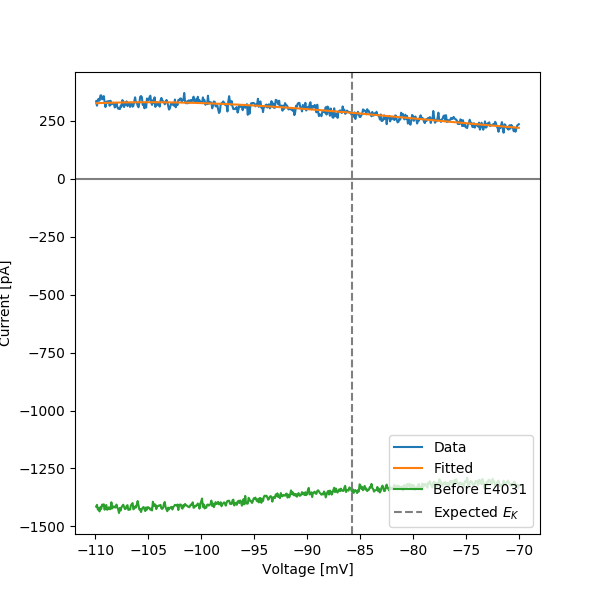 250
0
−250
−500
−750
−1000
−1250
−1500
Current [pA]
Data
Fitted
Before E4031
Expected E_K
−110 −105 −100 −95 −90 −85 −80 −75 −70
Voltage [mV]